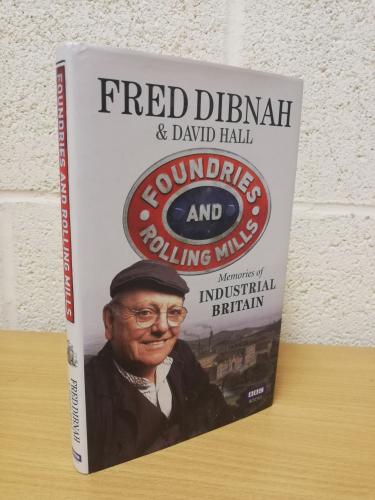 FRED DIBNAH
& DAVID HALL
FOUNDRIES
AND
ROLLING MILLS
Memories of
INDUSTRIAL
BRITAIN
BBC
BOOKS
FOUNDRIES AND ROLLING MILLS
FRED DIBNAH